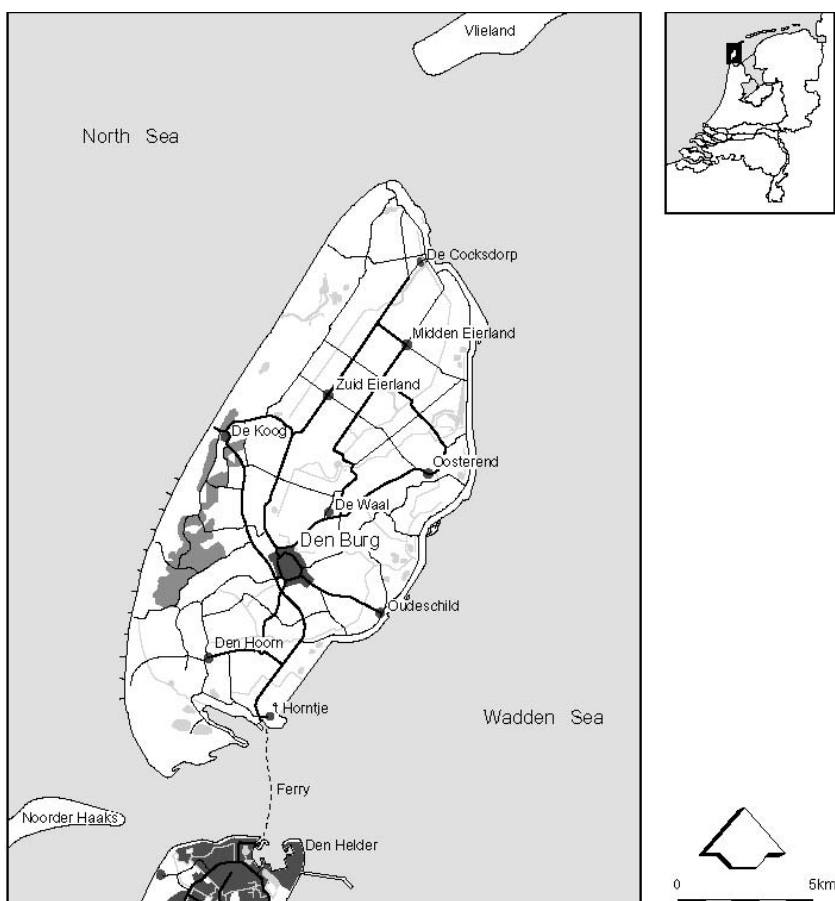 Vlieland
North Sea
De Cocksdorp
Midden Eierland
Zuid Eierland
De Koog
Oosterend
De Waal
Den Burg
Oudeschild
Den Hoorn
't Horntje
Wadden Sea
Ferry
Noorder Haaks
Den Helder
0 5km